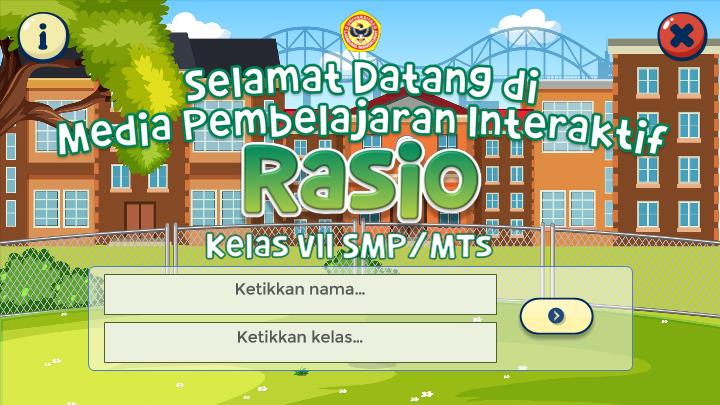 i
Selamat Datang di
Media Pembelajaran Interaktif
Rasio
Kelas VII SMP/MTs
Ketikkan nama...
Ketikkan kelas...